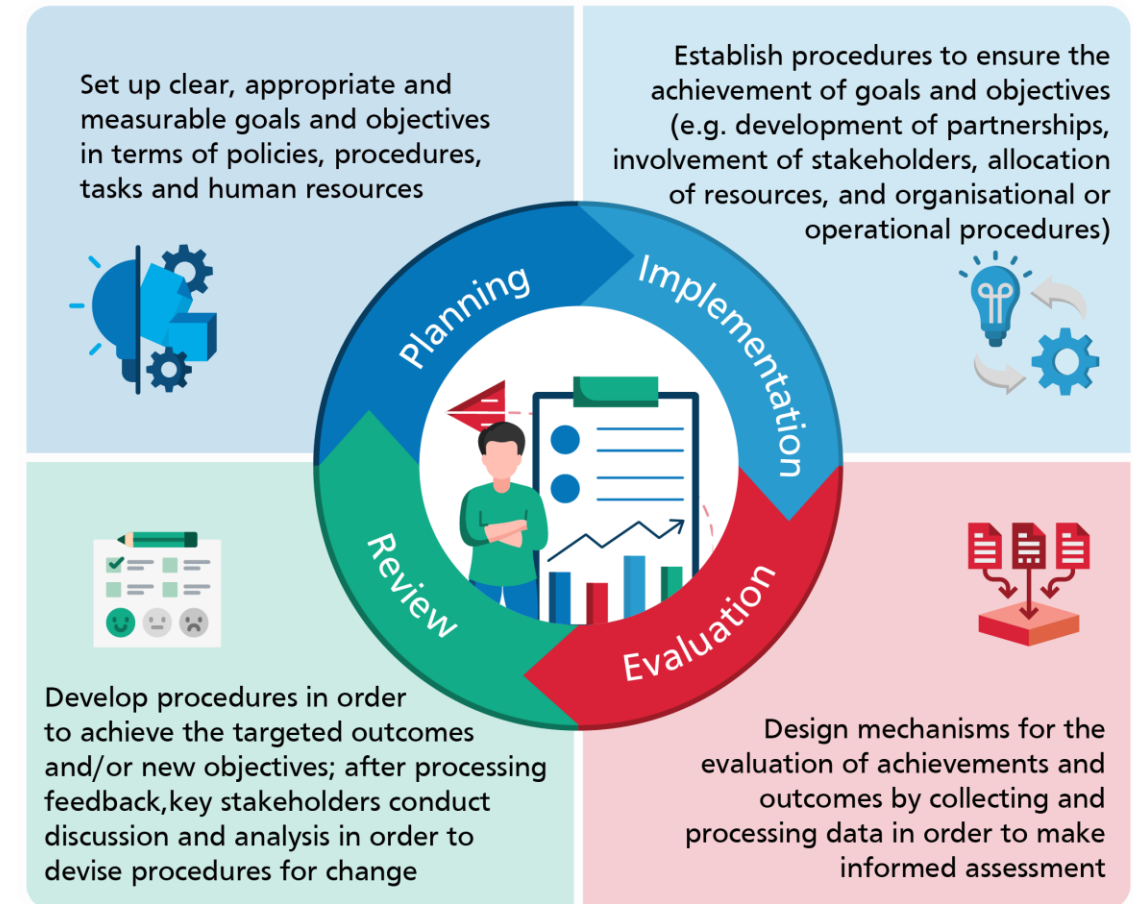 Set up clear, appropriate and
measurable goals and objectives
in terms of policies, procedures,
tasks and human resources
Establish procedures to ensure the
achievement of goals and objectives
(e.g. development of partnerships,
involvement of stakeholders, allocation
of resources, and organisational or
operational procedures)
Planning
Implementation
Review
Evaluation
Develop procedures in order
to achieve the targeted outcomes
and/or new objectives; after processing
feedback,key stakeholders conduct
discussion and analysis in order to
devise procedures for change
Design mechanisms for the
evaluation of achievements and
outcomes by collecting and
processing data in order to make
informed assessment